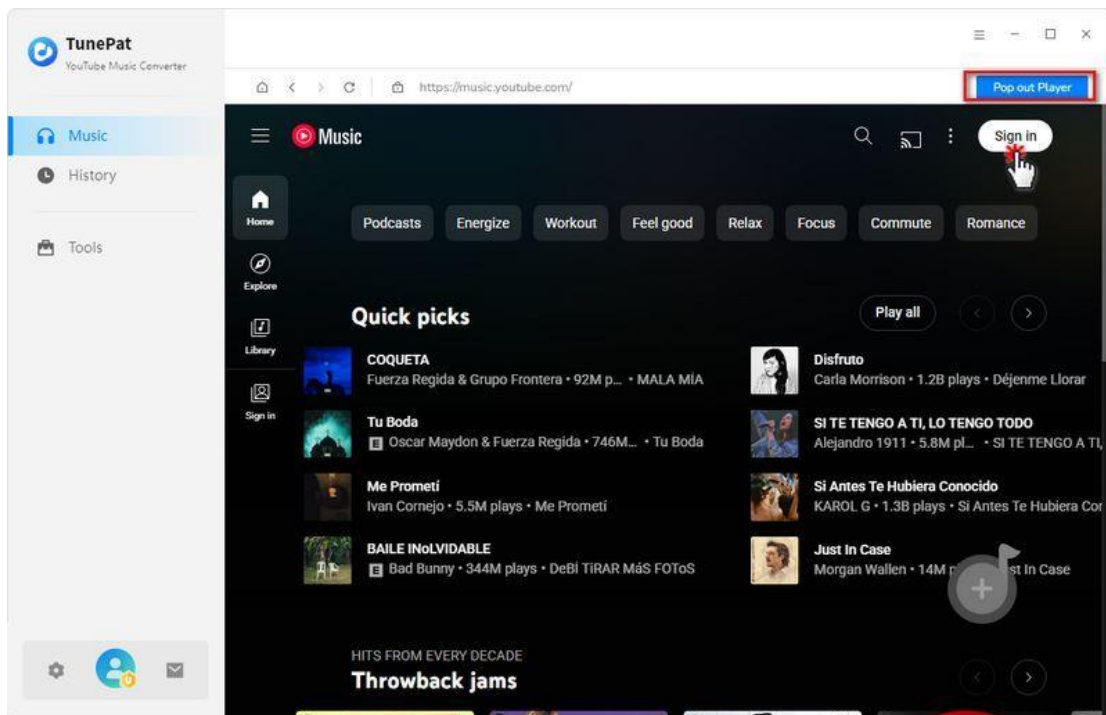 TunePat
YouTube Music Converter
Music
History
Tools
https://music.youtube.com/
Pop out Player
Music
Sign in
Home
Explore
Library
Sign in
Podcasts
Energize
Workout
Feel good
Relax
Focus
Commute
Romance
Quick picks
Play all
COQUETA
Fuerza Regida & Grupo Frontera • 92M p... • MALA MÍA
Tu Boda
E Oscar Maydon & Fuerza Regida • 746M... • Tu Boda
Me Prometí
Ivan Cornejo • 5.5M plays • Me Prometí
BAILE INoLVIDABLE
E Bad Bunny • 344M plays • DeBÍ TiRAR MáS FOToS
Disfruto
Carla Morrison • 1.2B plays • Déjenme Llorar
SI TE TENGO A TI, LO TENGO TODO
Alejandro 1911 • 5.8M pl... • SI TE TENGO A TI,
Si Antes Te Hubiera Conocido
KAROL G • 1.3B plays • Si Antes Te Hubiera Cor
Just In Case
Morgan Wallen • 14M p st In Case
HITS FROM EVERY DECADE
Throwback jams